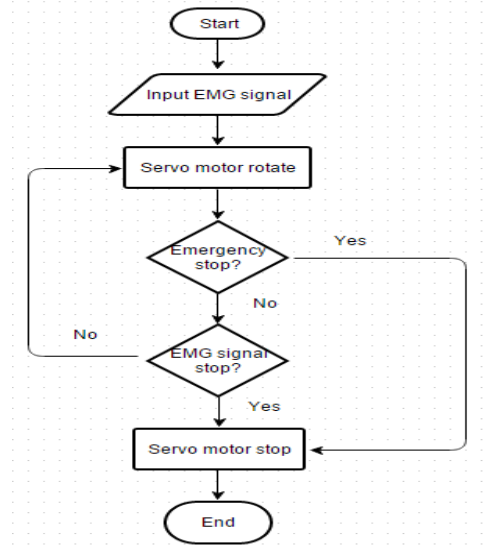 Start
Input EMG signal
Servo motor rotate
Emergency
stop?
Yes
No
No
EMG signal
stop?
Yes
Servo motor stop
End